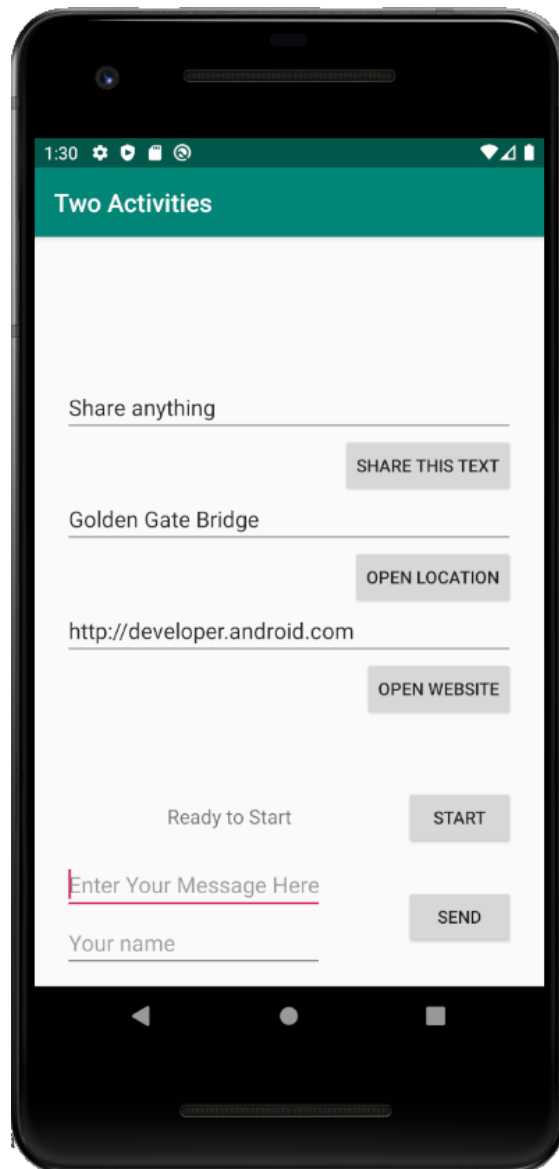 1:30
Two Activities
Share anything
SHARE THIS TEXT
Golden Gate Bridge
OPEN LOCATION
http://developer.android.com
OPEN WEBSITE
Ready to Start
START
Enter Your Message Here
SEND
Your name